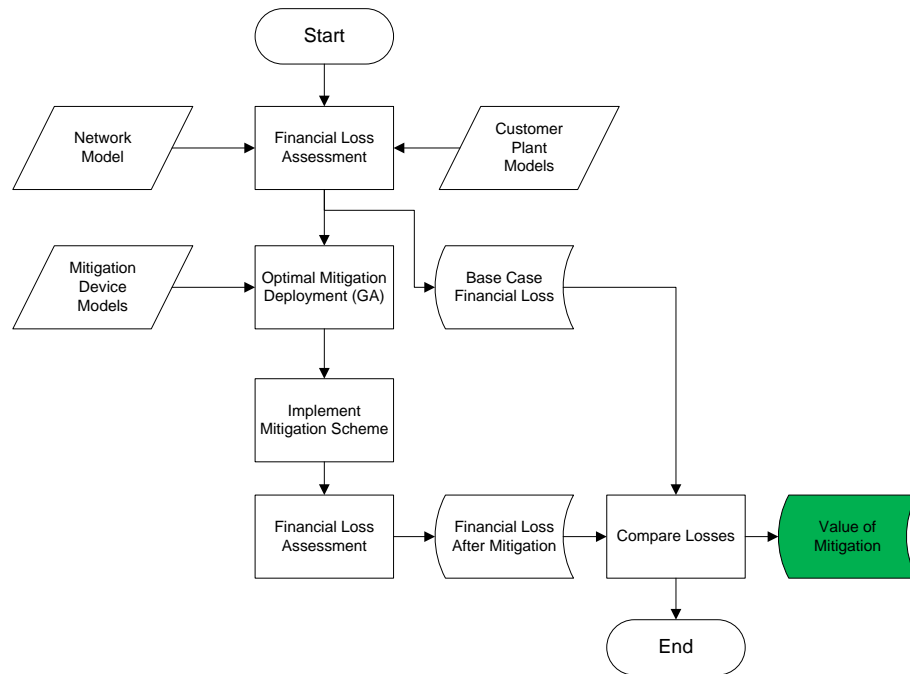 Start
Network
Model
Financial Loss
Assessment
Customer
Plant
Models
Mitigation
Device
Models
Optimal Mitigation
Deployment (GA)
Base Case
Financial Loss
Implement
Mitigation Scheme
Financial Loss
Assessment
Financial Loss
After Mitigation
Compare Losses
Value of
Mitigation
End